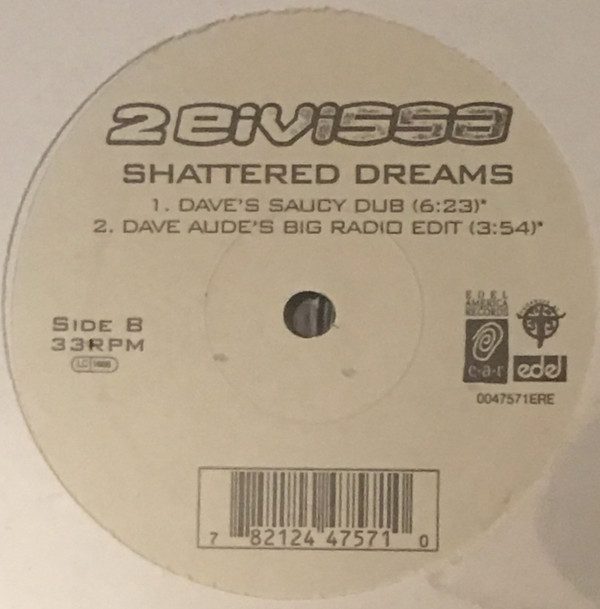 2 eivissa
SHATTERED DREAMS
1. DAVE'S SAUCY DUB (6:23)*
2. DAVE AUDE'S BIG RADIO EDIT (3:54)*
SIDE B
33RPM
LC
EDEL
AMERICA
RECORDS
e·a·r
edel
0047571ERE
7 82124 47571 0